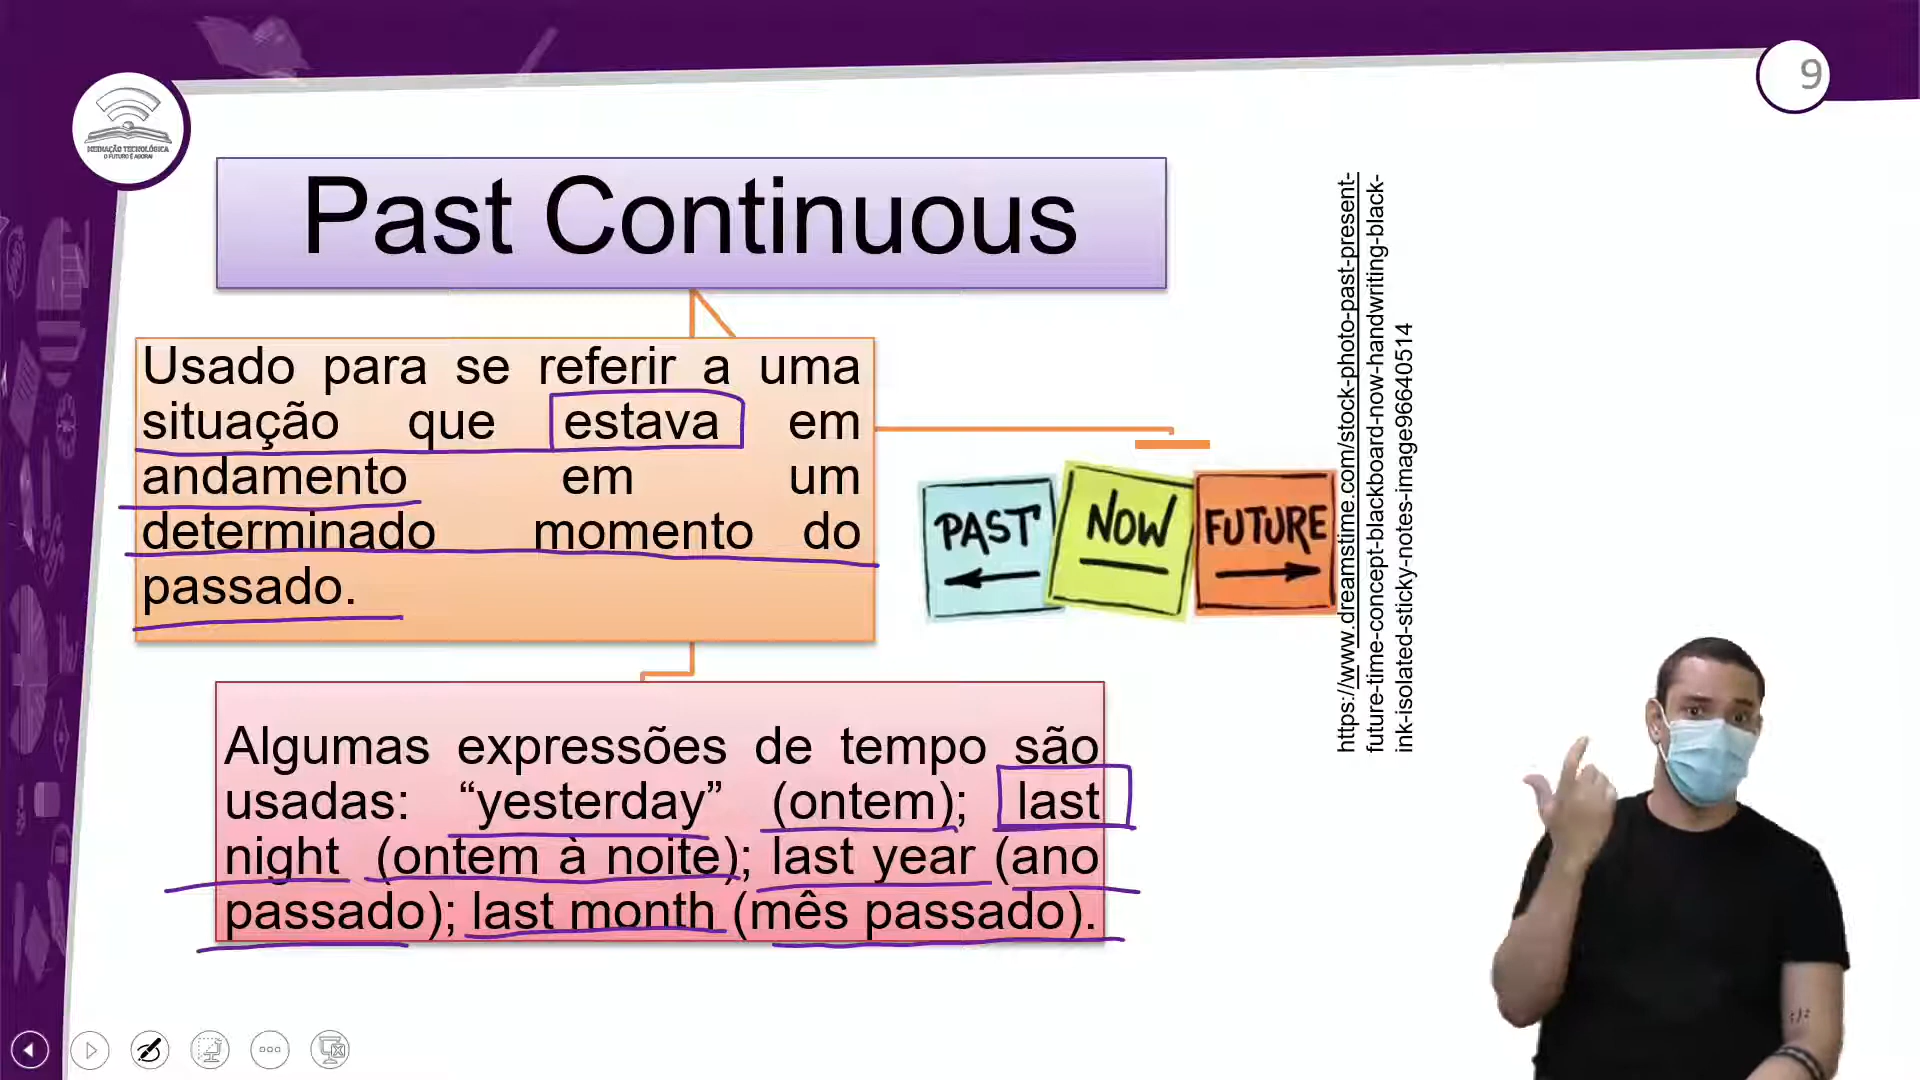 9
MEDIAÇÃO TECNOLÓGICA
O FUTURO É AGORA!
Past Continuous
Usado para se referir a uma
situação que estava em
andamento em um
determinado momento do
passado.
PAST
NOW
FUTURE
https://www.dreamstime.com/stock-photo-past-present-
future-time-concept-blackboard-now-handwriting-black-
ink-isolated-sticky-notes-image96640514
Algumas expressões de tempo são
usadas: “yesterday” (ontem); last
night (ontem à noite); last year (ano
passado); last month (mês passado).